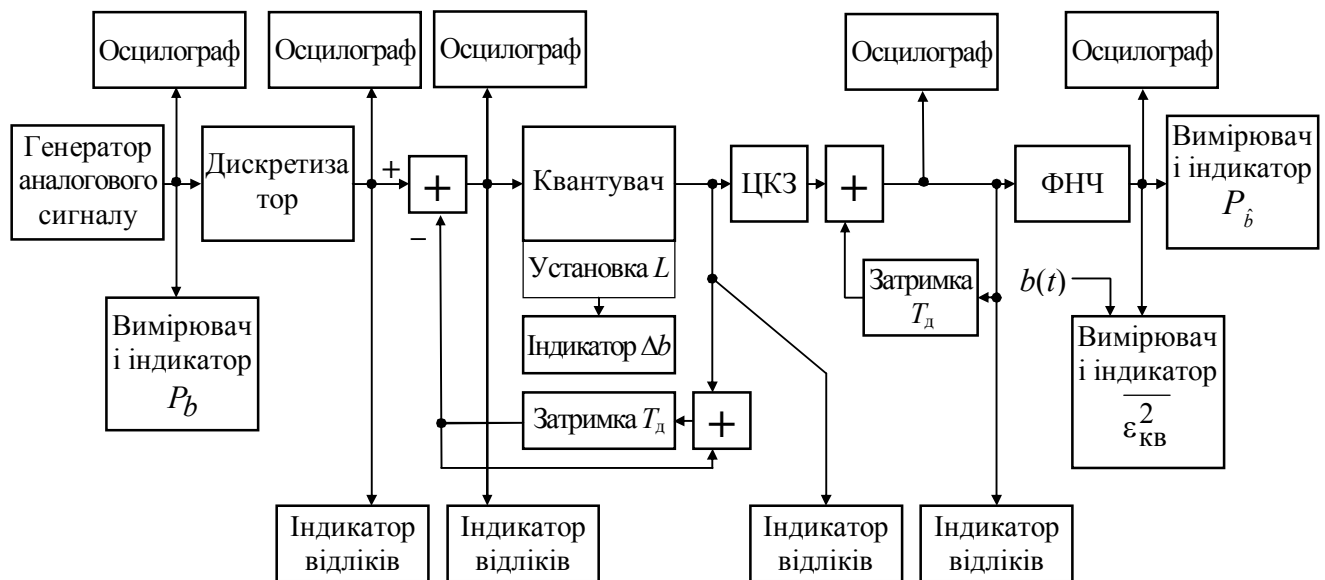 Осцилограф
Осцилограф
Осцилограф
Осцилограф
Осцилограф
Генератор
аналогового
сигналу
Дискретиза
тор
+
−
+
Квантувач
Установка L
Індикатор Δb
ЦКЗ
+
ФНЧ
Вимірювач
і індикатор
P_b̂
Затримка
T_д
b(t)
Вимірювач
і індикатор
P_b
Затримка T_д
+
Вимірювач
і індикатор
\overline{ε²_кв}
Індикатор
відліків
Індикатор
відліків
Індикатор
відліків
Індикатор
відліків